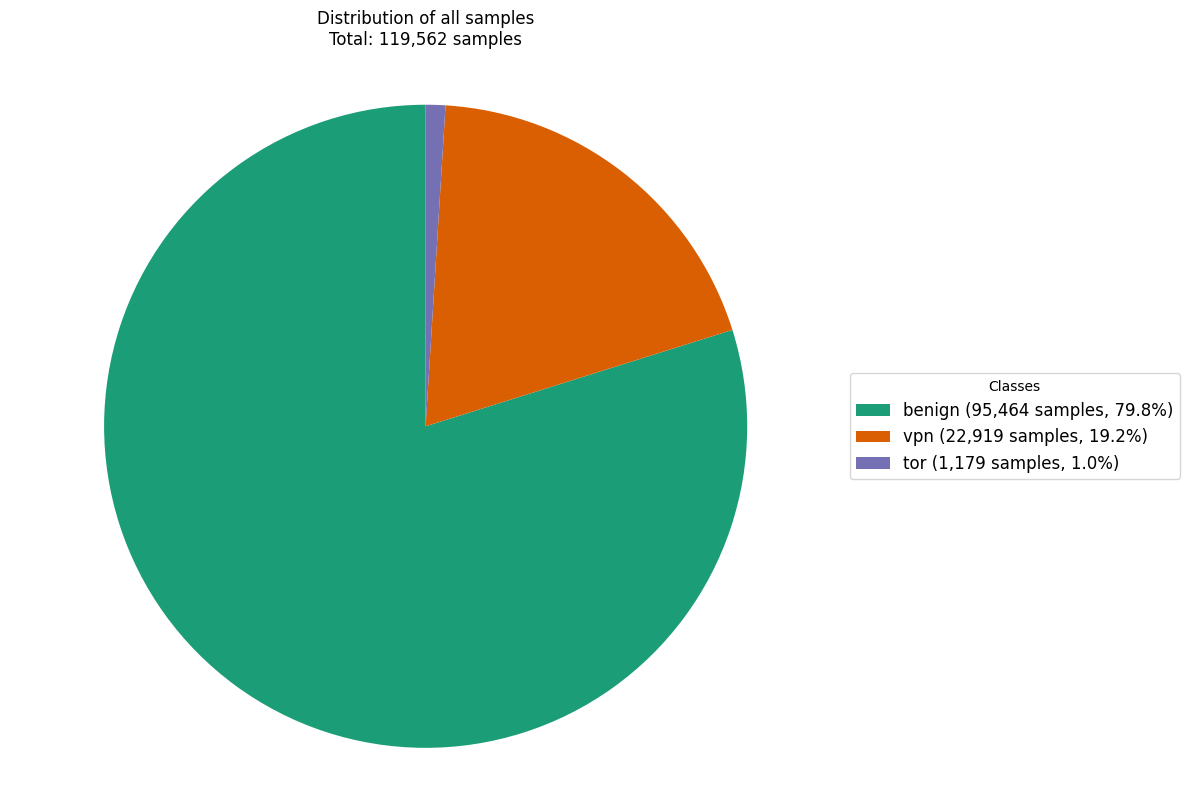 Distribution of all samples
Total: 119,562 samples
Classes
benign (95,464 samples, 79.8%)
vpn (22,919 samples, 19.2%)
tor (1,179 samples, 1.0%)